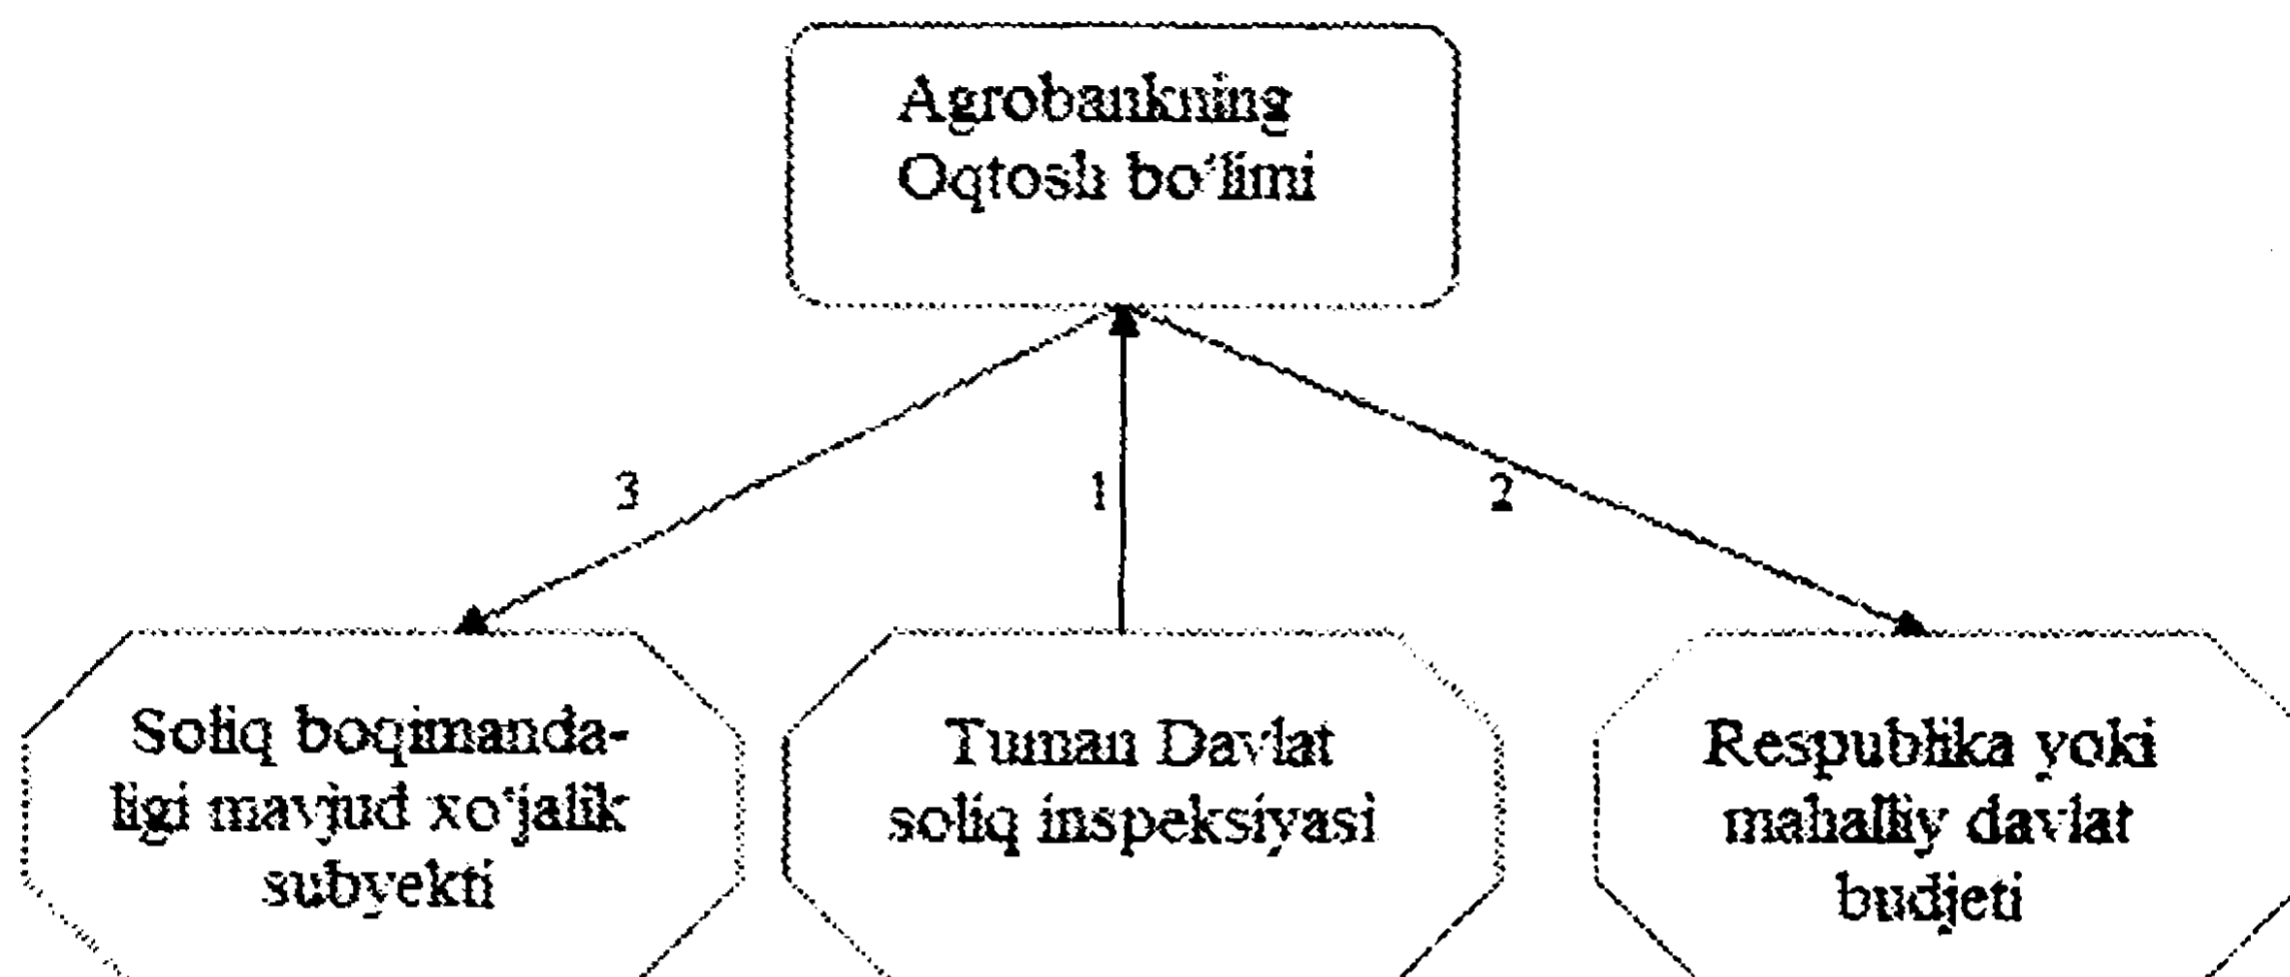 Agrobankning
Oqtosh bo‘limi
3
1
2
Soliq boqimanda-
ligi mavjud xo‘jalik
subyekti
Tuman Davlat
soliq inspeksiyasi
Respublika yoki
mahalliy davlat
budjeti